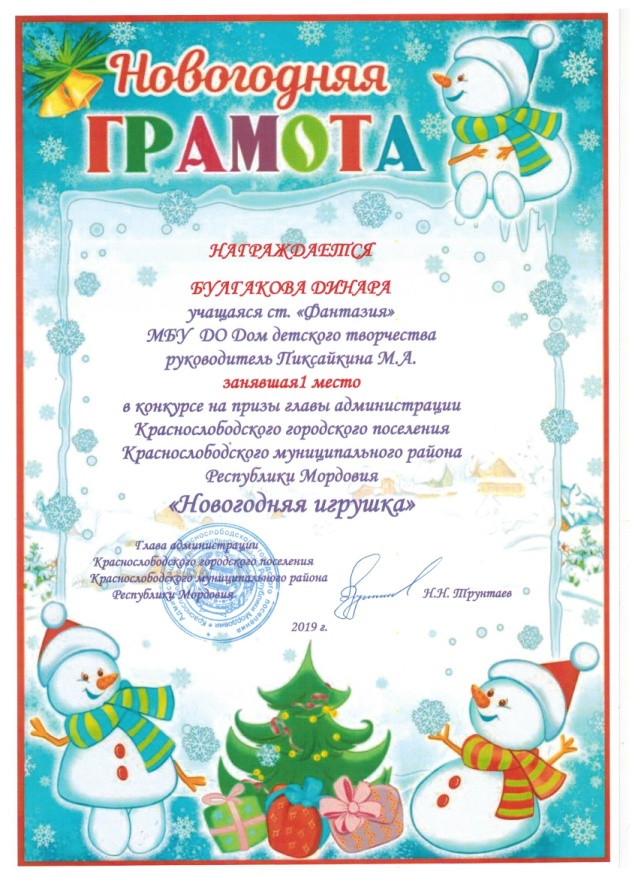 Новогодняя
ГРАМОТА
НАГРАЖДАЕТСЯ
БУЛГАКОВА ДИНАРА
учащаяся ст. «Фантазия»
МБУ ДО Дом детского творчества
руководитель Пиксайкина М.А.
занявшая1 место
в конкурсе на призы главы администрации
Краснослободского городского поселения
Краснослободского муниципального района
Республики Мордовия
«Новогодняя игрушка»
Глава администрации
Краснослободского городского поселения
Краснослободского муниципального района
Республики Мордовия
Н.Н. Трунтаев
2019 г.